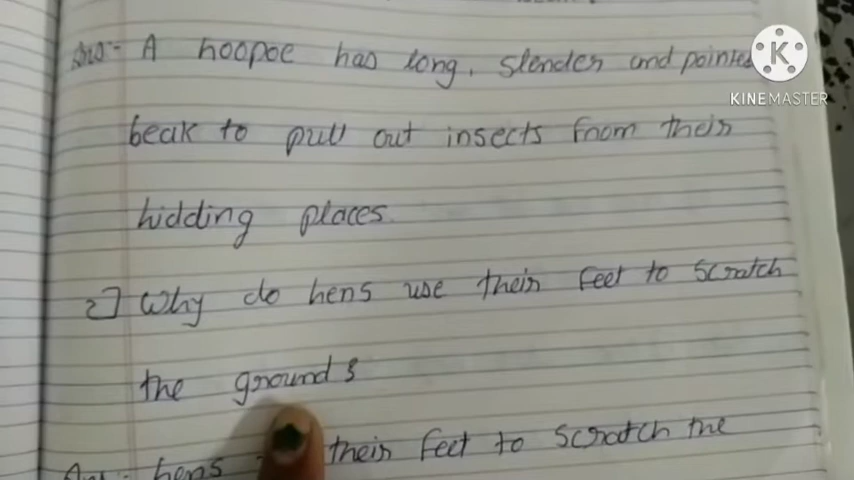 Ans:- A hoopoe has long, slender and pointed
beak to pull out insects from their
hidding places.
2] Why do hens use their feet to scratch
the ground ?
Ans:- hens their feet to scratch the
KINEMASTER